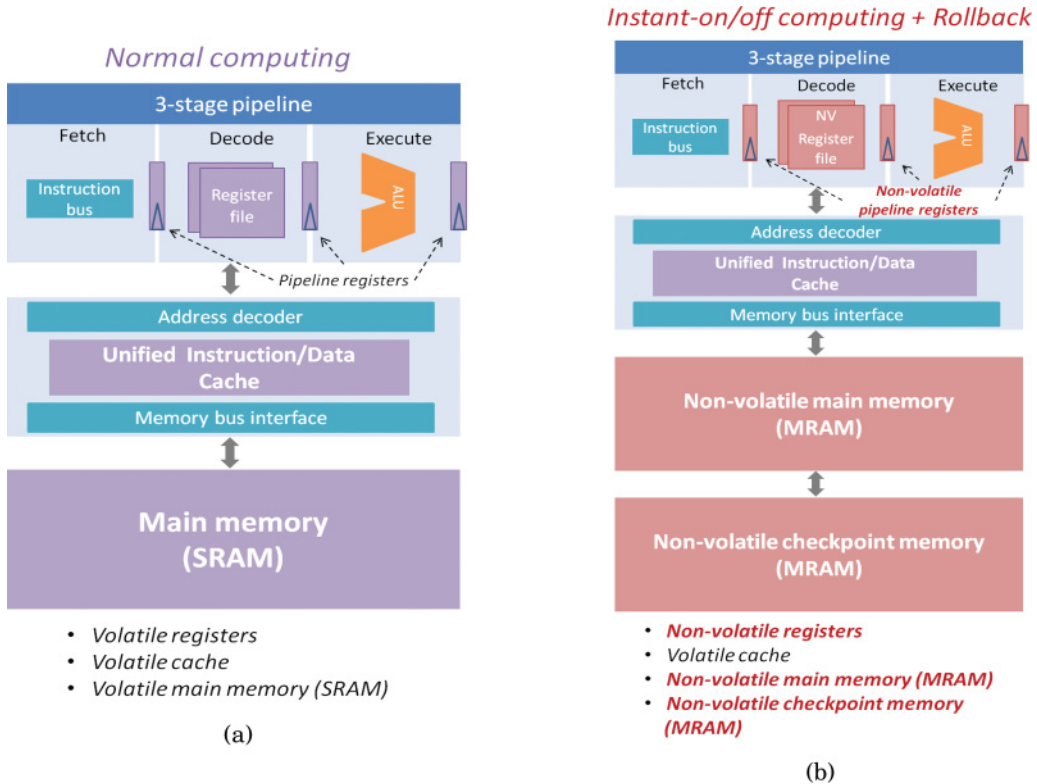 Normal computing
3-stage pipeline
Fetch
Decode
Execute
Instruction
bus
Register
file
ALU
Pipeline registers
Address decoder
Unified Instruction/Data
Cache
Memory bus interface
Main memory
(SRAM)
• Volatile registers
• Volatile cache
• Volatile main memory (SRAM)
(a)
Instant-on/off computing + Rollback
3-stage pipeline
Fetch
Decode
Execute
Instruction
bus
NV
Register
file
ALU
Non-volatile
pipeline registers
Address decoder
Unified Instruction/Data
Cache
Memory bus interface
Non-volatile main memory
(MRAM)
Non-volatile checkpoint memory
(MRAM)
• Non-volatile registers
• Volatile cache
• Non-volatile main memory (MRAM)
• Non-volatile checkpoint memory
(MRAM)
(b)